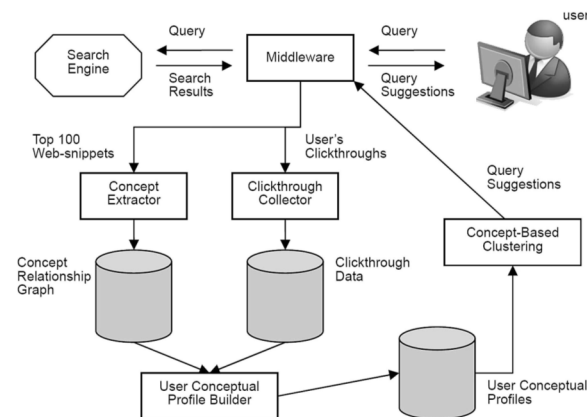 user
Query
Query
Search
Engine
Middleware
Search
Results
Query
Suggestions
Top 100
Web-snippets
User's
Clickthroughs
Query
Suggestions
Concept
Extractor
Clickthrough
Collector
Concept-Based
Clustering
Concept
Relationship
Graph
Clickthrough
Data
User Conceptual
Profile Builder
User Conceptual
Profiles